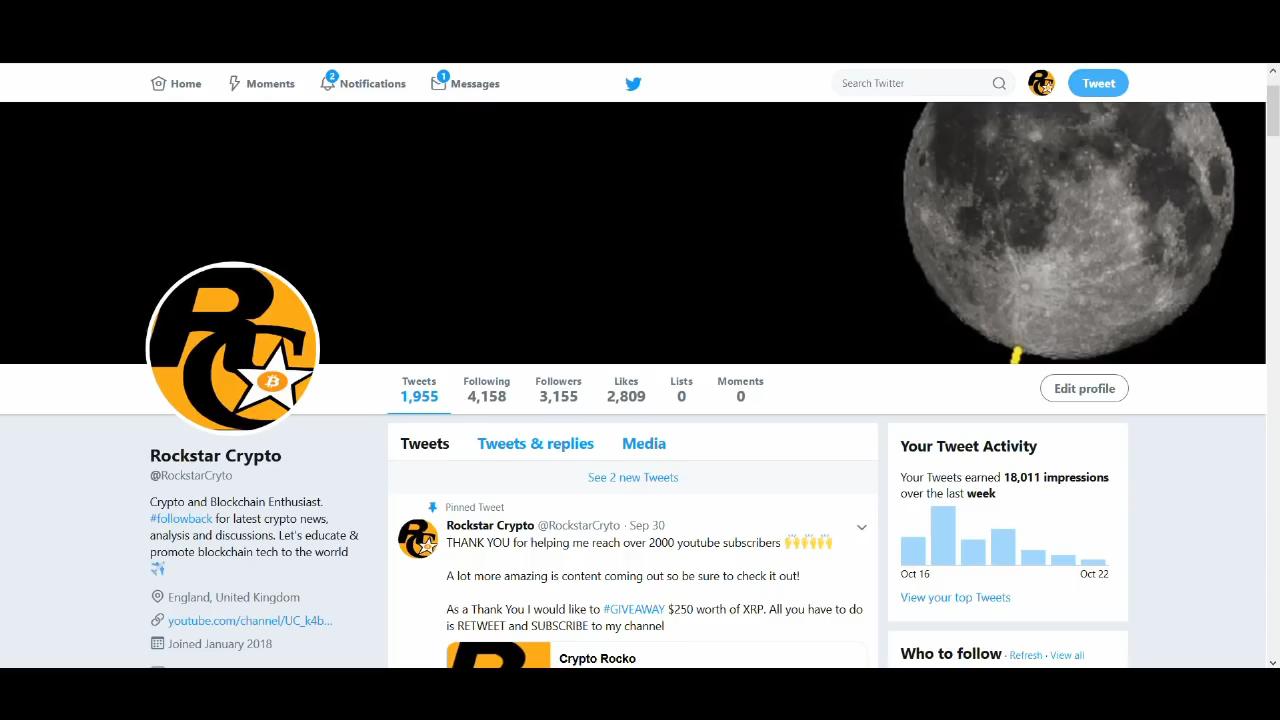 Home
Moments
2
Notifications
1
Messages
Search Twitter
Tweet
RC
Tweets
1,955
Following
4,158
Followers
3,155
Likes
2,809
Lists
0
Moments
0
Edit profile
Rockstar Crypto
@RockstarCryto
Crypto and Blockchain Enthusiast.
#followback for latest crypto news,
analysis and discussions. Let's educate &
promote blockchain tech to the worrld
England, United Kingdom
youtube.com/channel/UC_k4b...
Joined January 2018
Tweets Tweets & replies Media
See 2 new Tweets
Pinned Tweet
Rockstar Crypto @RockstarCryto · Sep 30
THANK YOU for helping me reach over 2000 youtube subscribers 🙌🙌🙌🙌
A lot more amazing is content coming out so be sure to check it out!
As a Thank You I would like to #GIVEAWAY $250 worth of XRP. All you have to do
is RETWEET and SUBSCRIBE to my channel
Crypto Rocko
Your Tweet Activity
Your Tweets earned 18,011 impressions
over the last week
Oct 16 Oct 22
View your top Tweets
Who to follow · Refresh · View all